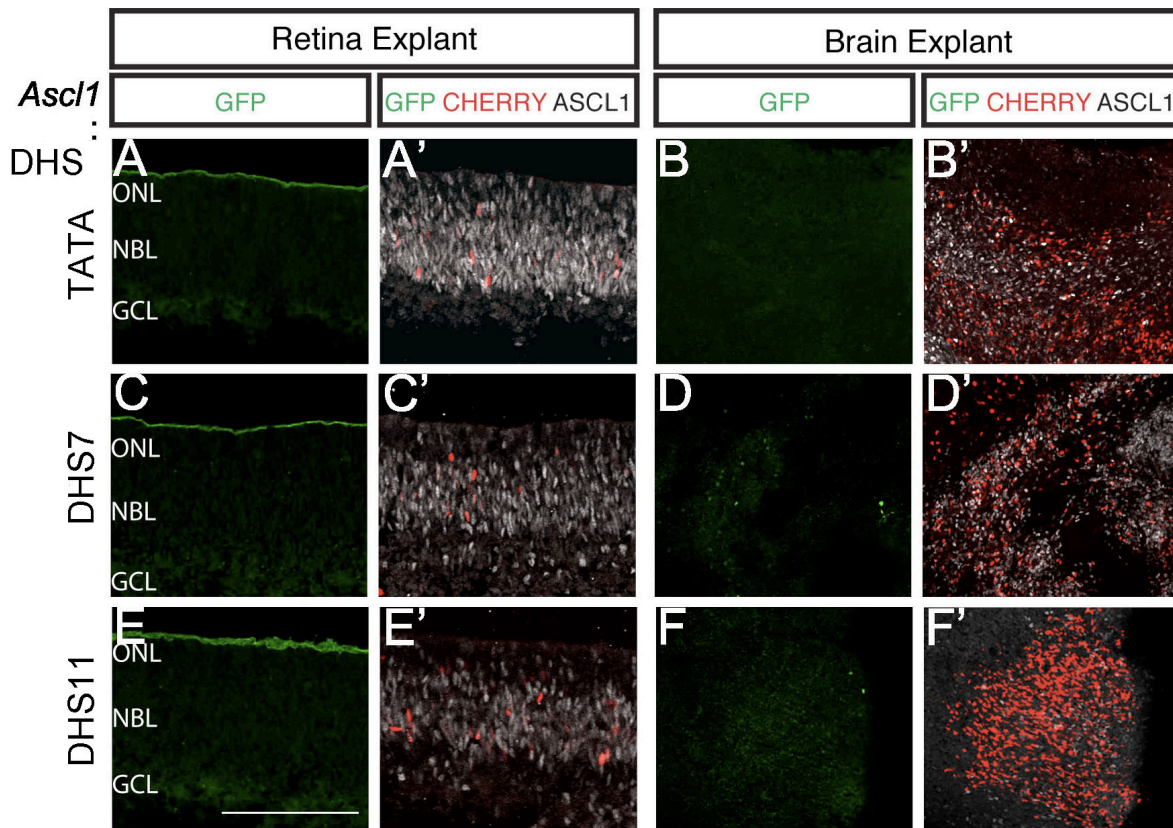 Retina Explant
Brain Explant
Ascl1
GFP
GFP CHERRY ASCL1
GFP
GFP CHERRY ASCL1
:
DHS
TATA
A
ONL
NBL
GCL
A'
B
B'
DHS7
C
ONL
NBL
GCL
C'
D
D'
DHS11
E
ONL
NBL
GCL
E'
F
F'